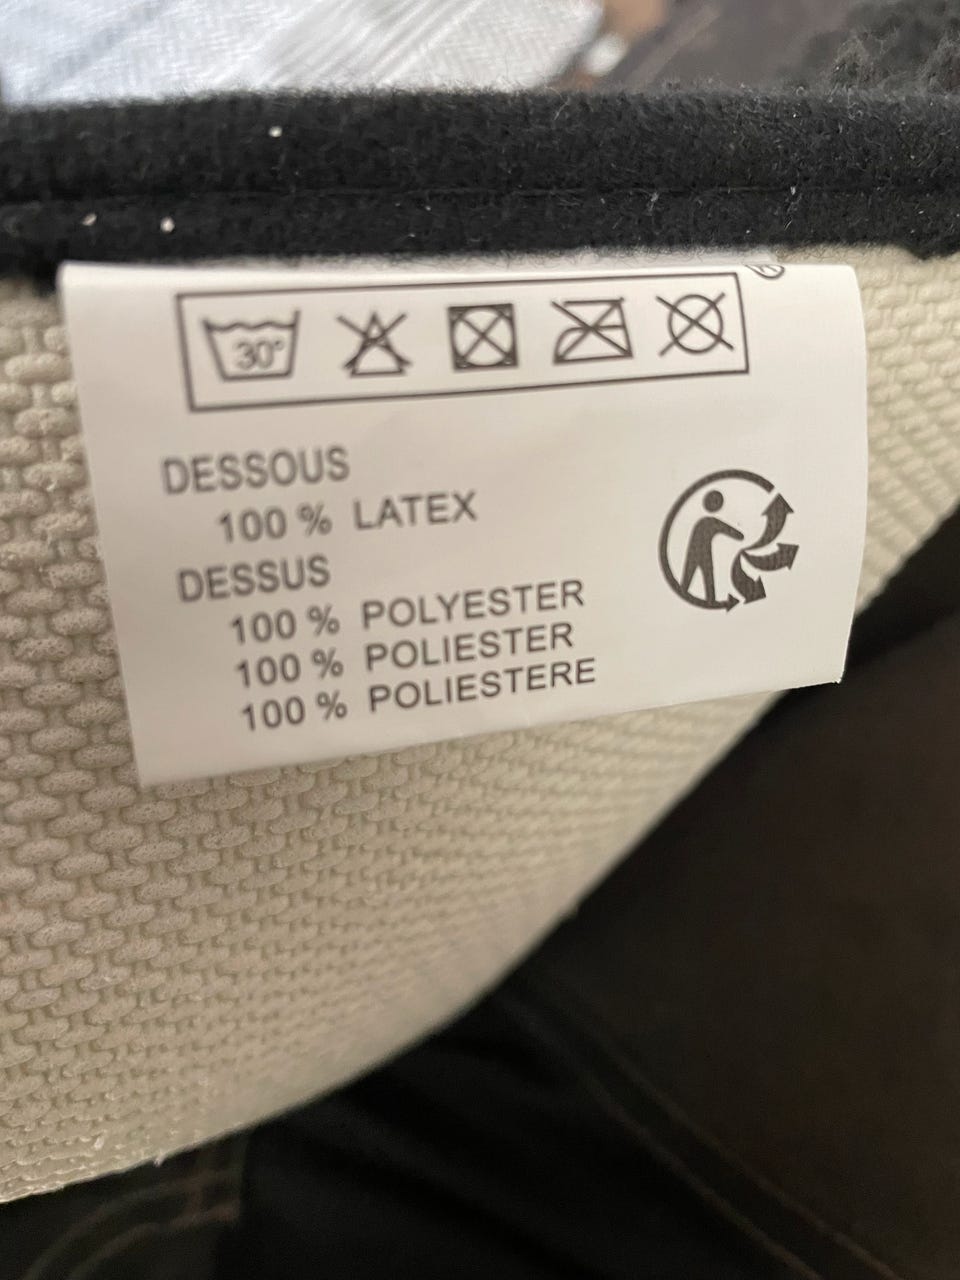 30°
DESSOUS
100 % LATEX
DESSUS
100 % POLYESTER
100 % POLIESTER
100 % POLIESTERE